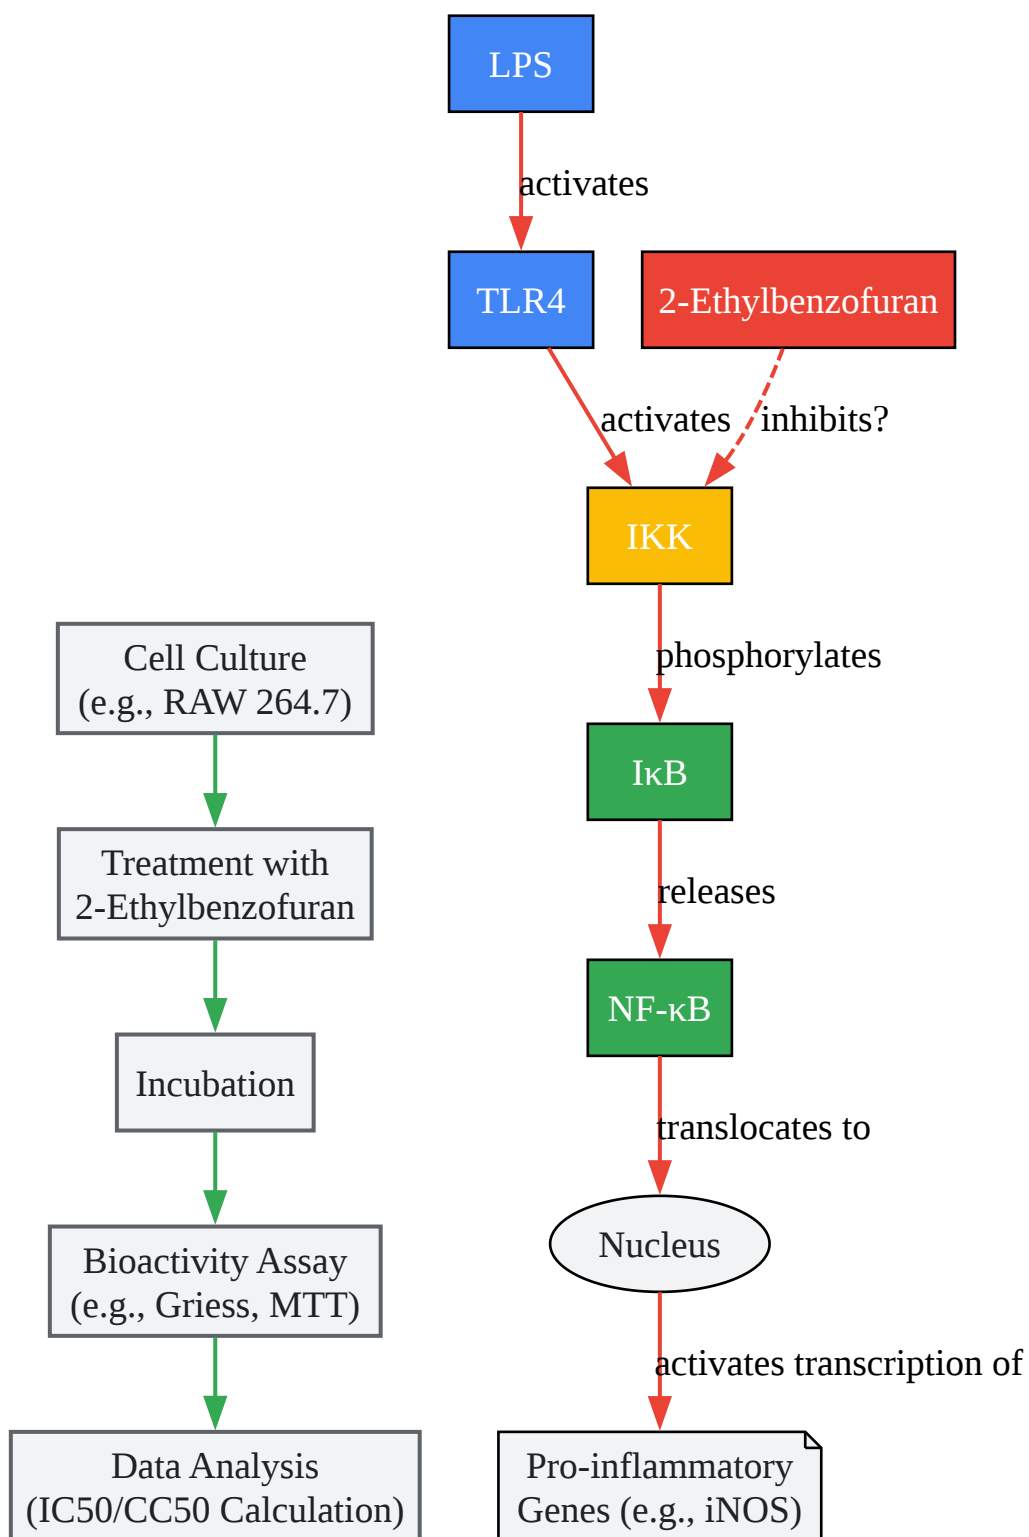 LPS
activates
TLR4
2-Ethylbenzofuran
activates
inhibits?
IKK
phosphorylates
IκB
releases
NF-κB
translocates to
Nucleus
activates transcription of
Pro-inflammatory
Genes (e.g., iNOS)
Cell Culture
(e.g., RAW 264.7)
Treatment with
2-Ethylbenzofuran
Incubation
Bioactivity Assay
(e.g., Griess, MTT)
Data Analysis
(IC50/CC50 Calculation)